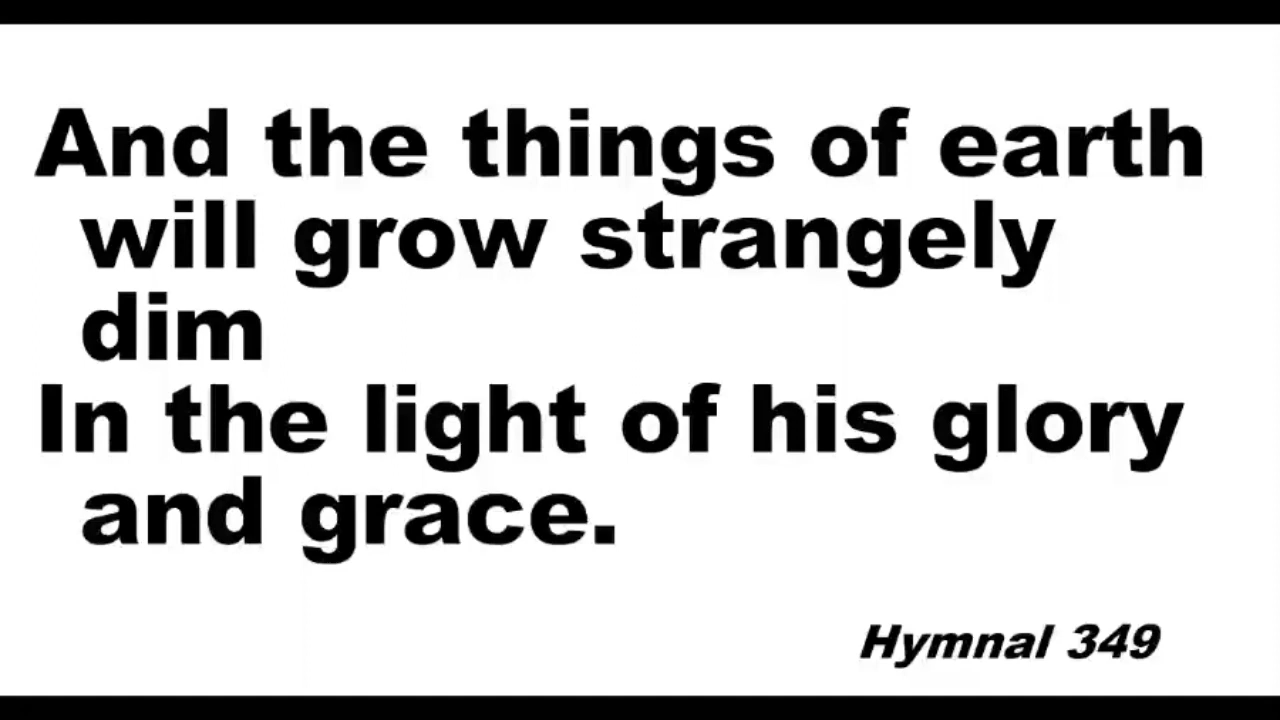 And the things of earth
will grow strangely
dim
In the light of his glory
and grace.
Hymnal 349